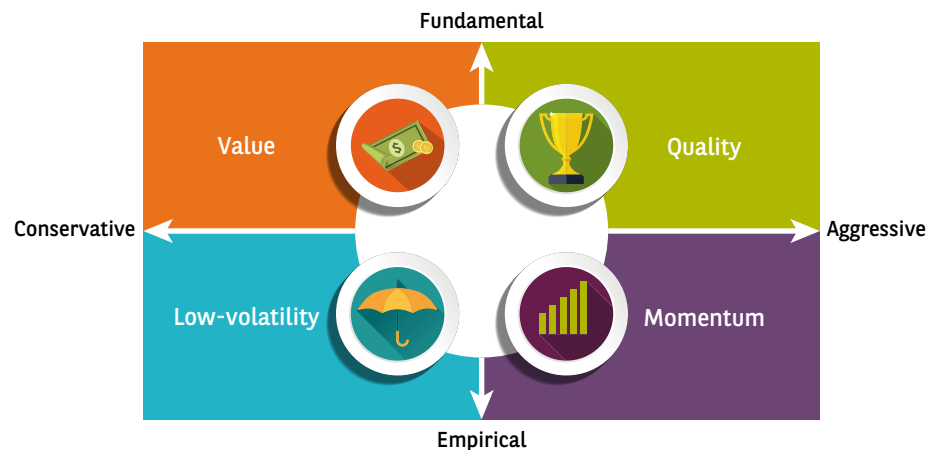 Fundamental
Value
Quality
Conservative
Aggressive
Low-volatility
Momentum
Empirical
$